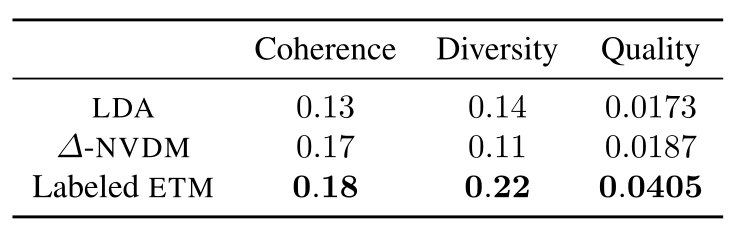 Coherence Diversity Quality
LDA 0.13 0.14 0.0173
Δ-NVDM 0.17 0.11 0.0187
Labeled ETM 0.18 0.22 0.0405